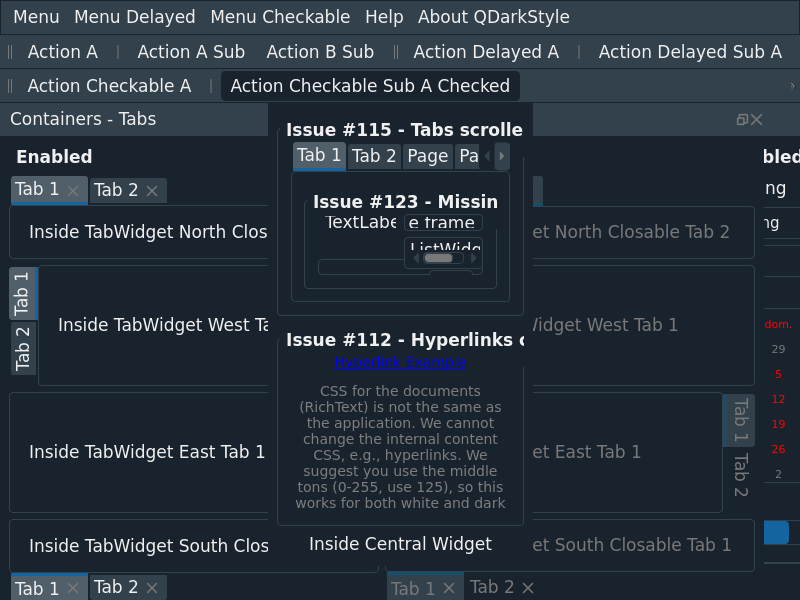 Menu Menu Delayed Menu Checkable Help About QDarkStyle
Action A Action A Sub Action B Sub Action Delayed A Action Delayed Sub A
Action Checkable A Action Checkable Sub A Checked
Containers - Tabs
Enabled
Tab 1 Tab 2
Inside TabWidget North Clos
Tab 1
Tab 2
Inside TabWidget West Ta
Inside TabWidget East Tab 1
Inside TabWidget South Clos
Tab 1 Tab 2
Issue #115 - Tabs scrolle
Tab 1 Tab 2 Page Pa
Issue #123 - Missin
TextLabe e frame
ListWidg
Issue #112 - Hyperlinks c
Hyperlink Example
CSS for the documents
(RichText) is not the same as
the application. We cannot
change the internal content
CSS, e.g., hyperlinks. We
suggest you use the middle
tons (0-255, use 125), so this
works for both white and dark
Inside Central Widget
et North Closable Tab 2
Widget West Tab 1
et East Tab 1
Tab 1
Tab 2
et South Closable Tab 1
Tab 1 Tab 2
bled
ng
ng
dom.
29
5
12
19
26
2